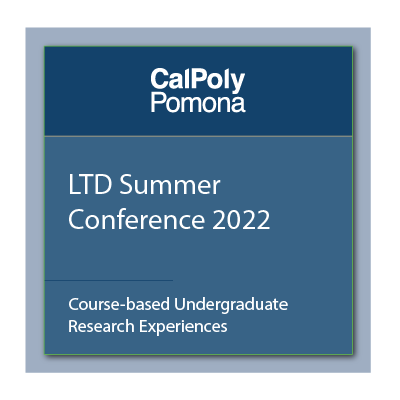 CalPoly
Pomona
LTD Summer
Conference 2022
Course-based Undergraduate
Research Experiences